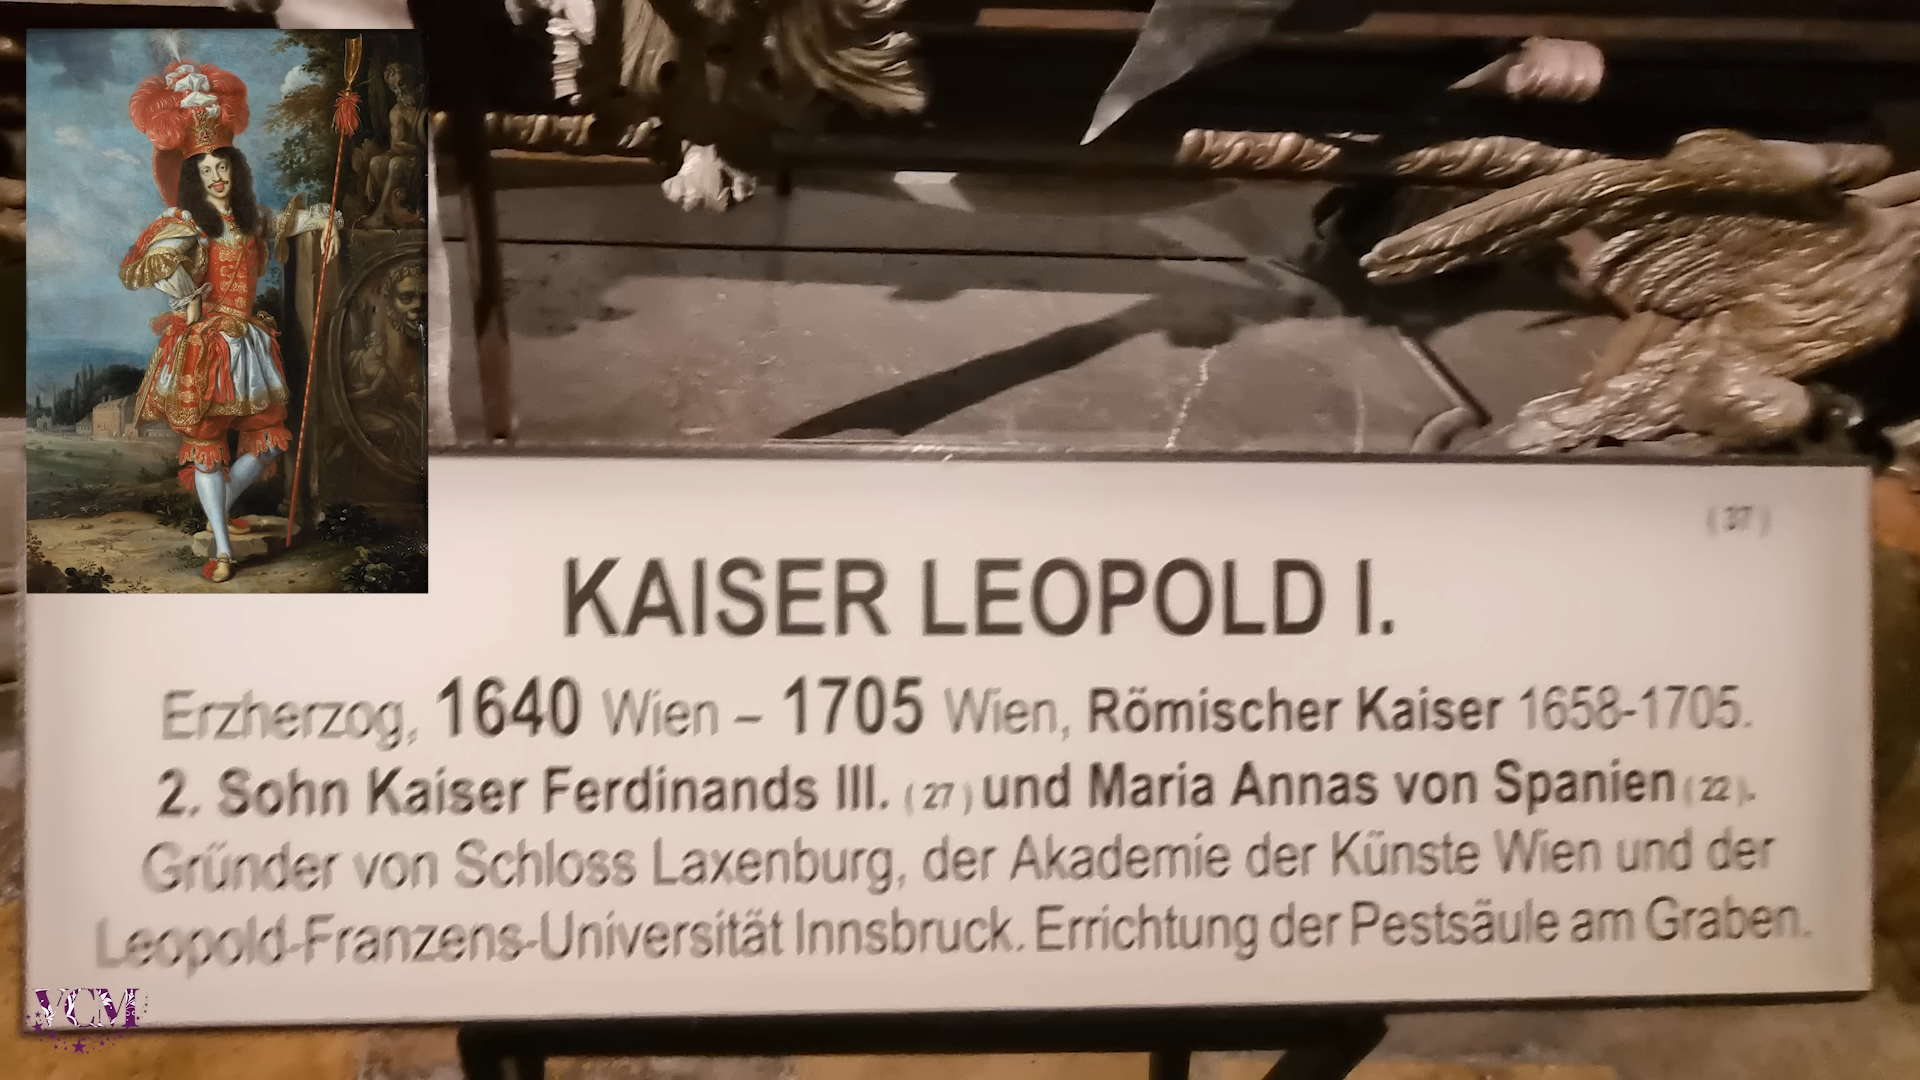 (37)
KAISER LEOPOLD I.
Erzherzog, 1640 Wien – 1705 Wien, Römischer Kaiser 1658-1705.
2. Sohn Kaiser Ferdinands III. (27) und Maria Annas von Spanien (22).
Gründer von Schloss Laxenburg, der Akademie der Künste Wien und der
Leopold-Franzens-Universität Innsbruck. Errichtung der Pestsäule am Graben.
VCM